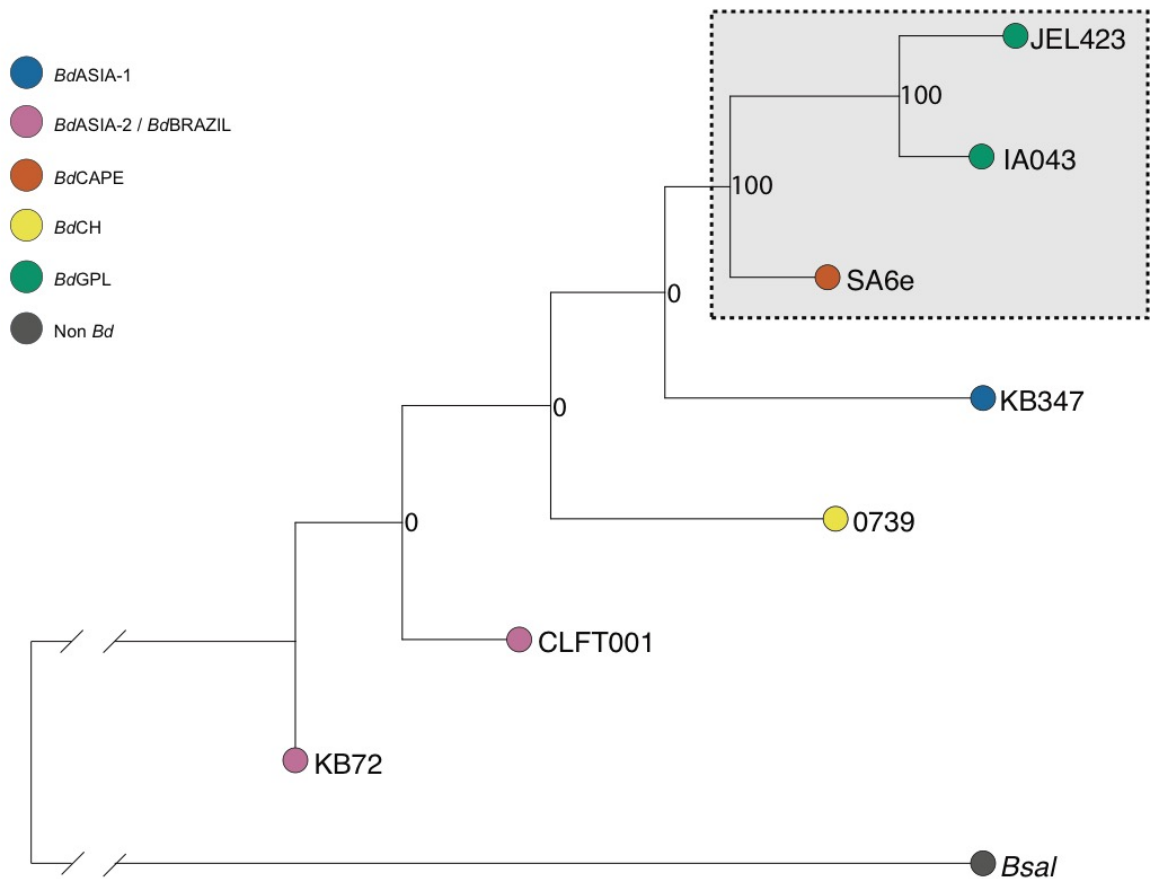 BdASIA-1
BdASIA-2 / BdBRAZIL
BdCAPE
BdCH
BdGPL
Non Bd
JEL423
100
IA043
100
SA6e
0
KB347
0
0739
0
CLFT001
KB72
Bsal